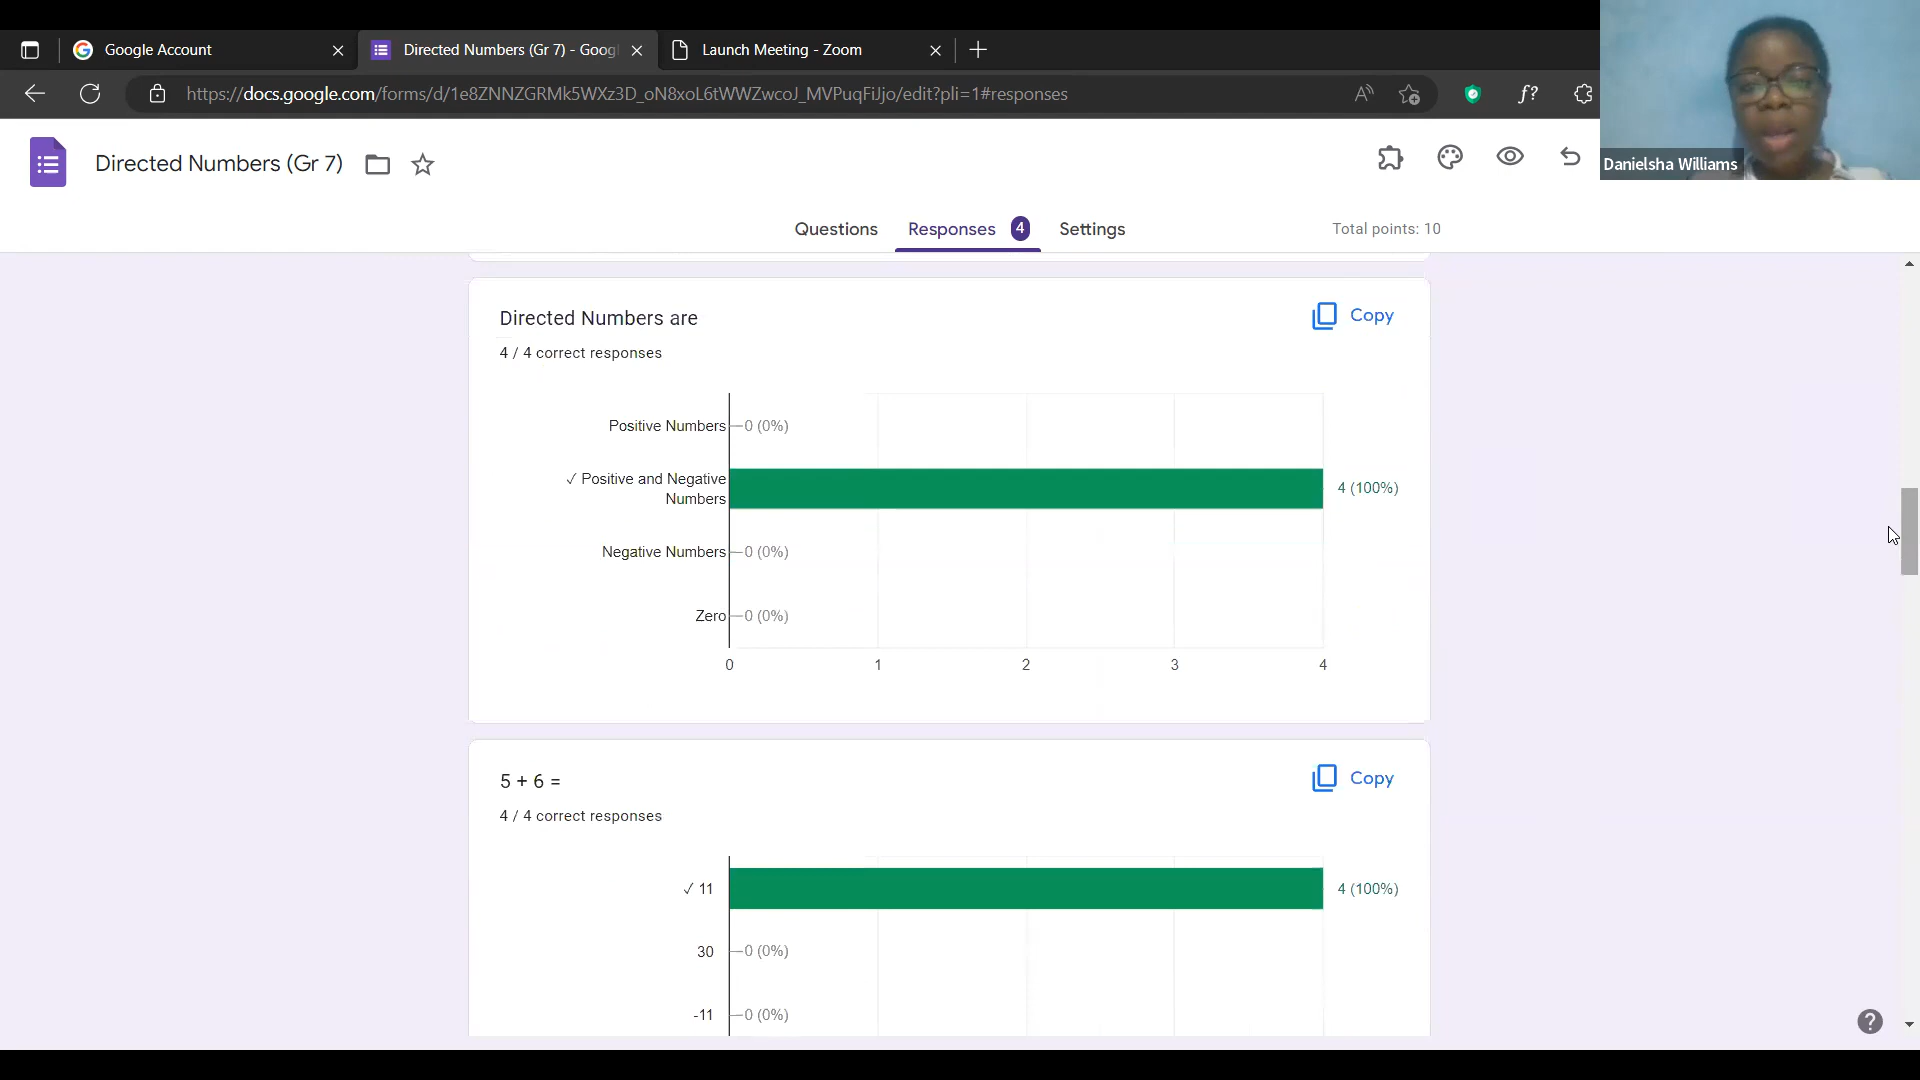 Google Account
Directed Numbers (Gr 7) - Goog
Launch Meeting - Zoom
https://docs.google.com/forms/d/1e8ZNNZGRMk5WXz3D_oN8xoL6tWWZwcoJ_MVPuqFiJjo/edit?pli=1#responses
Danielsha Williams
Directed Numbers (Gr 7)
Questions
Responses 4
Settings
Total points: 10
Directed Numbers are
Copy
4 / 4 correct responses
Positive Numbers
0 (0%)
✓ Positive and Negative
Numbers
4 (100%)
Negative Numbers
0 (0%)
Zero
0 (0%)
0 1 2 3 4
5 + 6 =
Copy
4 / 4 correct responses
✓ 11
4 (100%)
30
0 (0%)
-11
0 (0%)